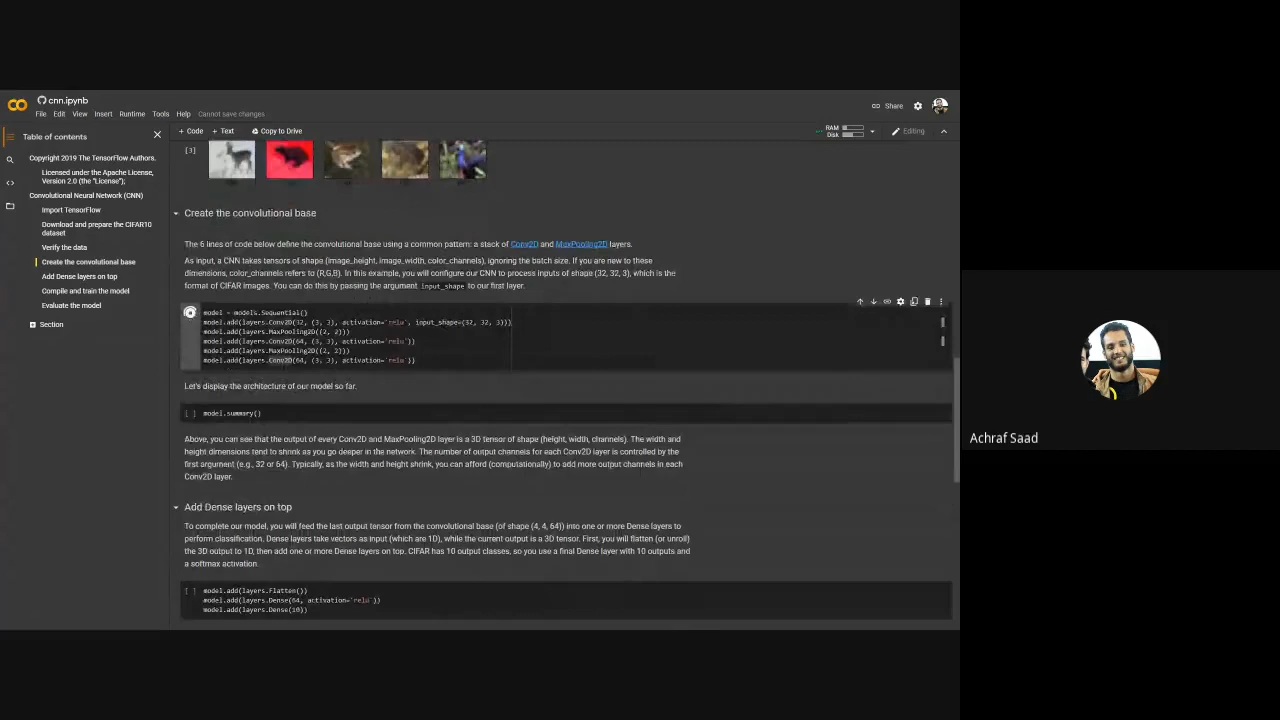 cnn.ipynb
File Edit View Insert Runtime Tools Help Cannot save changes
Share
Table of contents
+ Code + Text Copy to Drive
RAM
Disk
Editing
Copyright 2019 The TensorFlow Authors.
Licensed under the Apache License,
Version 2.0 (the "License");
Convolutional Neural Network (CNN)
Import TensorFlow
Download and prepare the CIFAR10
dataset
Verify the data
Create the convolutional base
Add Dense layers on top
Compile and train the model
Evaluate the model
Section
[3]
Create the convolutional base
The 6 lines of code below define the convolutional base using a common pattern: a stack of Conv2D and MaxPooling2D layers.
As input, a CNN takes tensors of shape (image_height, image_width, color_channels), ignoring the batch size. If you are new to these
dimensions, color_channels refers to (R,G,B). In this example, you will configure our CNN to process inputs of shape (32, 32, 3), which is the
format of CIFAR images. You can do this by passing the argument input_shape to our first layer.
model = models.Sequential()
model.add(layers.Conv2D(32, (3, 3), activation='relu', input_shape=(32, 32, 3)))
model.add(layers.MaxPooling2D((2, 2)))
model.add(layers.Conv2D(64, (3, 3), activation='relu'))
model.add(layers.MaxPooling2D((2, 2)))
model.add(layers.Conv2D(64, (3, 3), activation='relu'))
Let's display the architecture of our model so far.
[ ] model.summary()
Above, you can see that the output of every Conv2D and MaxPooling2D layer is a 3D tensor of shape (height, width, channels). The width and
height dimensions tend to shrink as you go deeper in the network. The number of output channels for each Conv2D layer is controlled by the
first argument (e.g., 32 or 64). Typically, as the width and height shrink, you can afford (computationally) to add more output channels in each
Conv2D layer.
Add Dense layers on top
To complete our model, you will feed the last output tensor from the convolutional base (of shape (4, 4, 64)) into one or more Dense layers to
perform classification. Dense layers take vectors as input (which are 1D), while the current output is a 3D tensor. First, you will flatten (or unroll)
the 3D output to 1D, then add one or more Dense layers on top. CIFAR has 10 output classes, so you use a final Dense layer with 10 outputs and
a softmax activation.
[ ] model.add(layers.Flatten())
model.add(layers.Dense(64, activation='relu'))
model.add(layers.Dense(10))
Achraf Saad